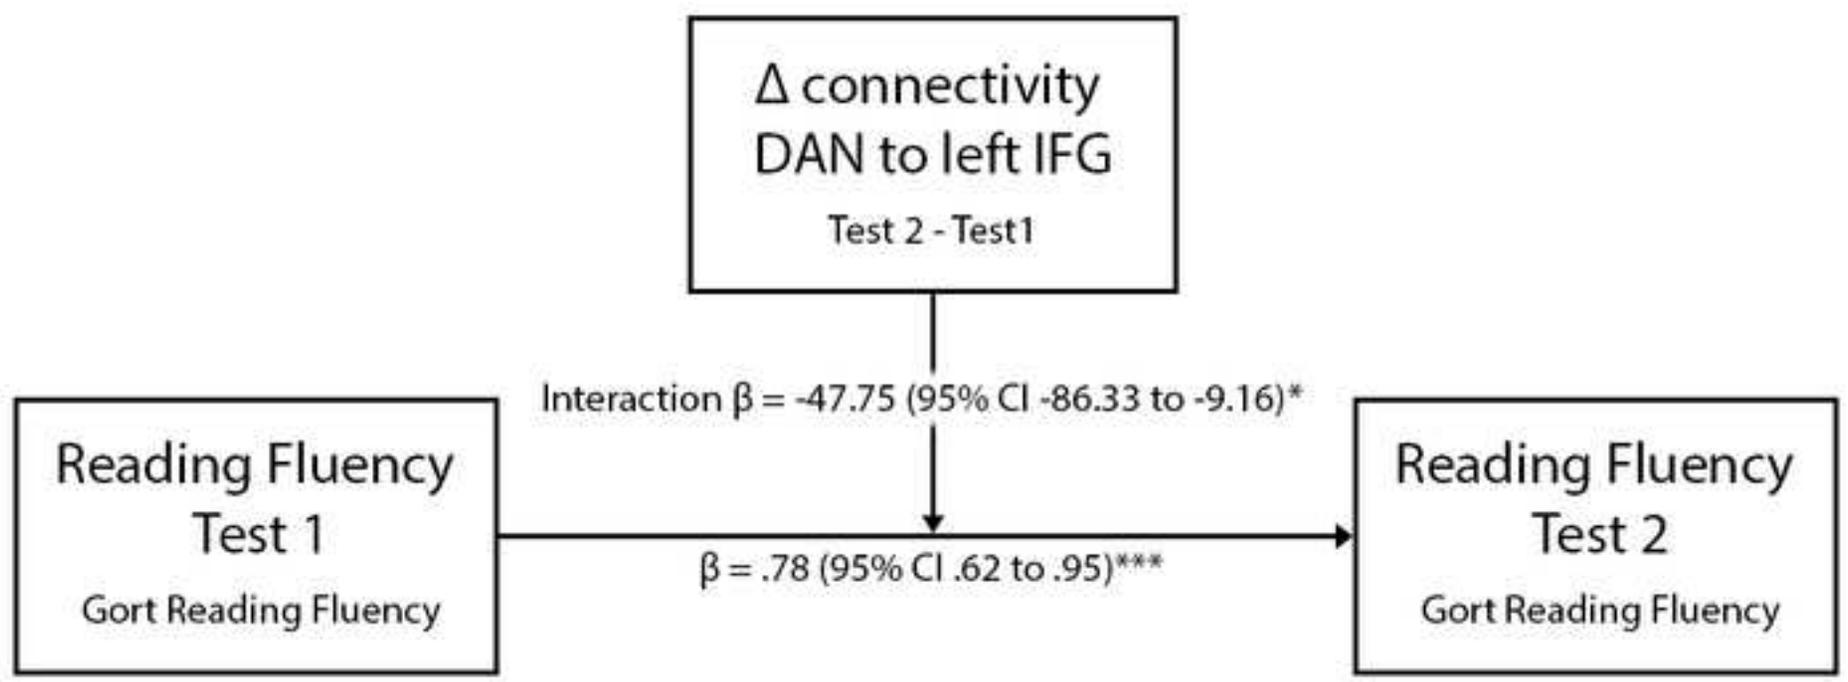 Δ connectivity
DAN to left IFG
Test 2 - Test1
Interaction β = -47.75 (95% CI -86.33 to -9.16)*
Reading Fluency
Test 1
Gort Reading Fluency
β = .78 (95% CI .62 to .95)***
Reading Fluency
Test 2
Gort Reading Fluency